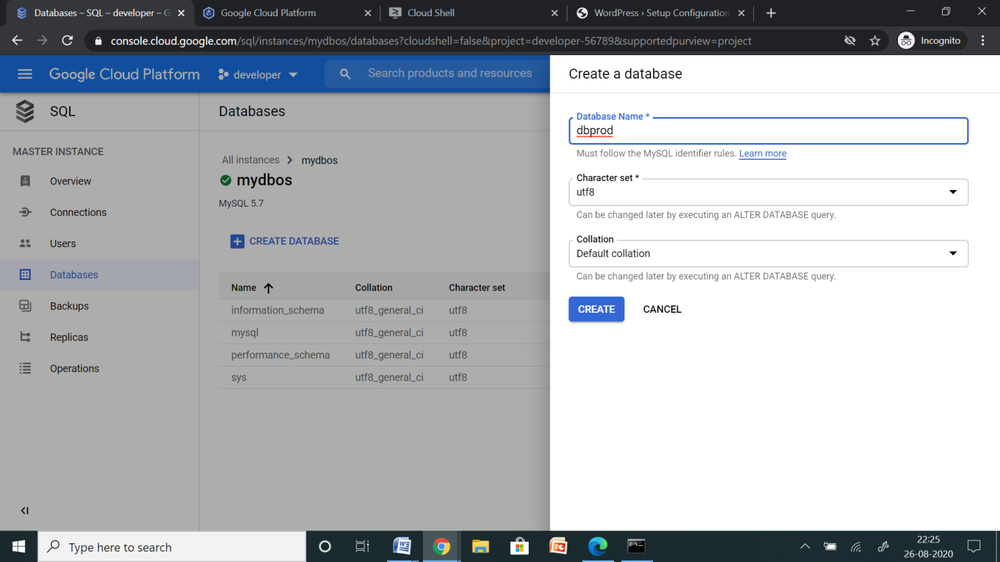 Databases – SQL – developer – G
Google Cloud Platform
Cloud Shell
WordPress › Setup Configuration
console.cloud.google.com/sql/instances/mydbos/databases?cloudshell=false&project=developer-56789&supportedpurview=project
Incognito
Google Cloud Platform
developer
Search products and resources
SQL
MASTER INSTANCE
Overview
Connections
Users
Databases
Backups
Replicas
Operations
Databases
All instances
mydbos
mydbos
MySQL 5.7
CREATE DATABASE
Name Collation Character set
information_schema utf8_general_ci utf8
mysql utf8_general_ci utf8
performance_schema utf8_general_ci utf8
sys utf8_general_ci utf8
Create a database
Database Name *
dbprod
Must follow the MySQL identifier rules. Learn more
Character set *
utf8
Can be changed later by executing an ALTER DATABASE query.
Collation
Default collation
Can be changed later by executing an ALTER DATABASE query.
CREATE CANCEL
Type here to search
22:25
26-08-2020